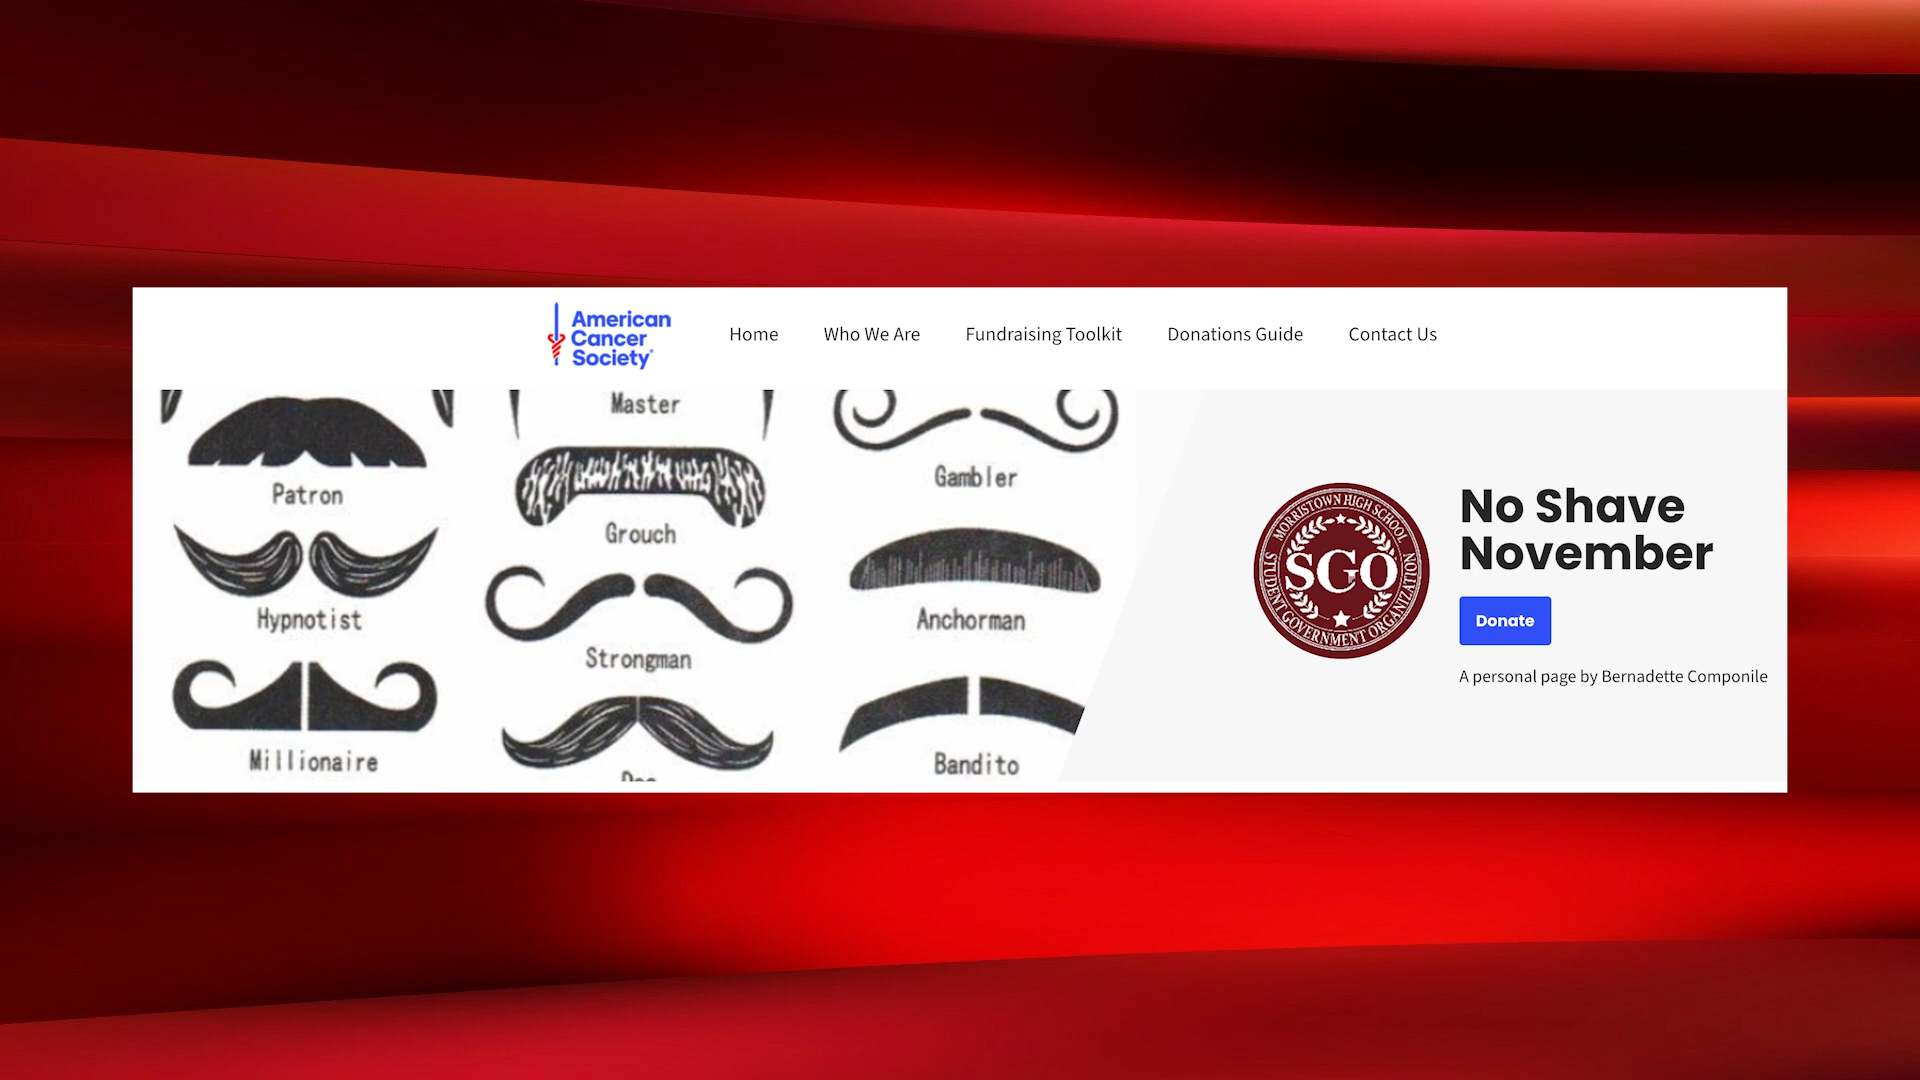 American
Cancer
Society®
Home
Who We Are
Fundraising Toolkit
Donations Guide
Contact Us
Master
Gambler
Patron
Grouch
Hypnotist
Anchorman
Strongman
Millionaire
Bandito
MORRISTOWN HIGH SCHOOL
SGO
STUDENT GOVERNMENT ORGANIZATION
No Shave
November
Donate
A personal page by Bernadette Componile